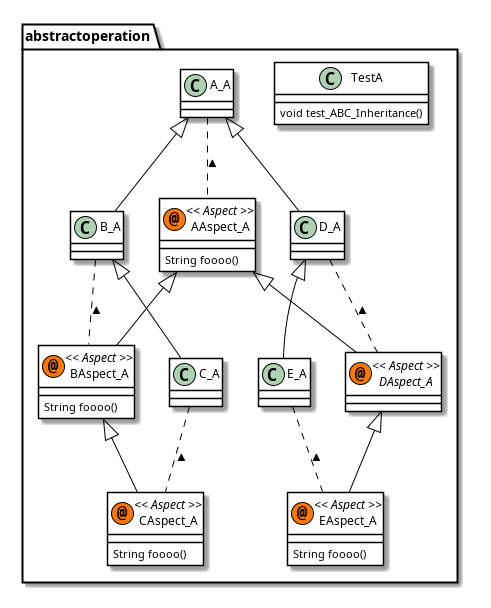 abstractoperation
C A_A
C TestA
void test_ABC_Inheritance()
C B_A
@ << Aspect >>
AAspect_A
String foooo()
C D_A
@ << Aspect >>
BAspect_A
String foooo()
C C_A
C E_A
@ << Aspect >>
DAspect_A
@ << Aspect >>
CAspect_A
String foooo()
@ << Aspect >>
EAspect_A
String foooo()